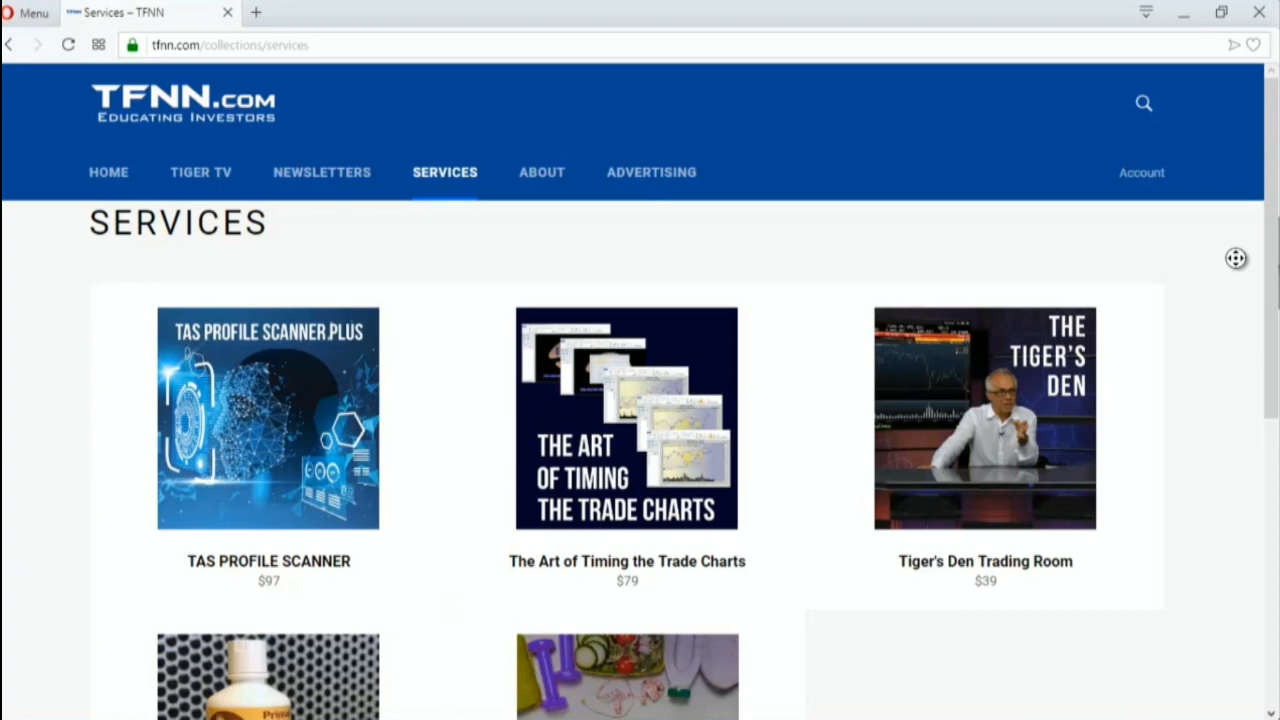 Menu
Services – TFNN
tfnn.com/collections/services
TFNN.COM
EDUCATING INVESTORS
HOME
TIGER TV
NEWSLETTERS
SERVICES
ABOUT
ADVERTISING
Account
SERVICES
TAS PROFILE SCANNER PLUS
THE ART
OF TIMING
THE TRADE CHARTS
THE
TIGER'S
DEN
TAS PROFILE SCANNER
$97
The Art of Timing the Trade Charts
$79
Tiger's Den Trading Room
$39